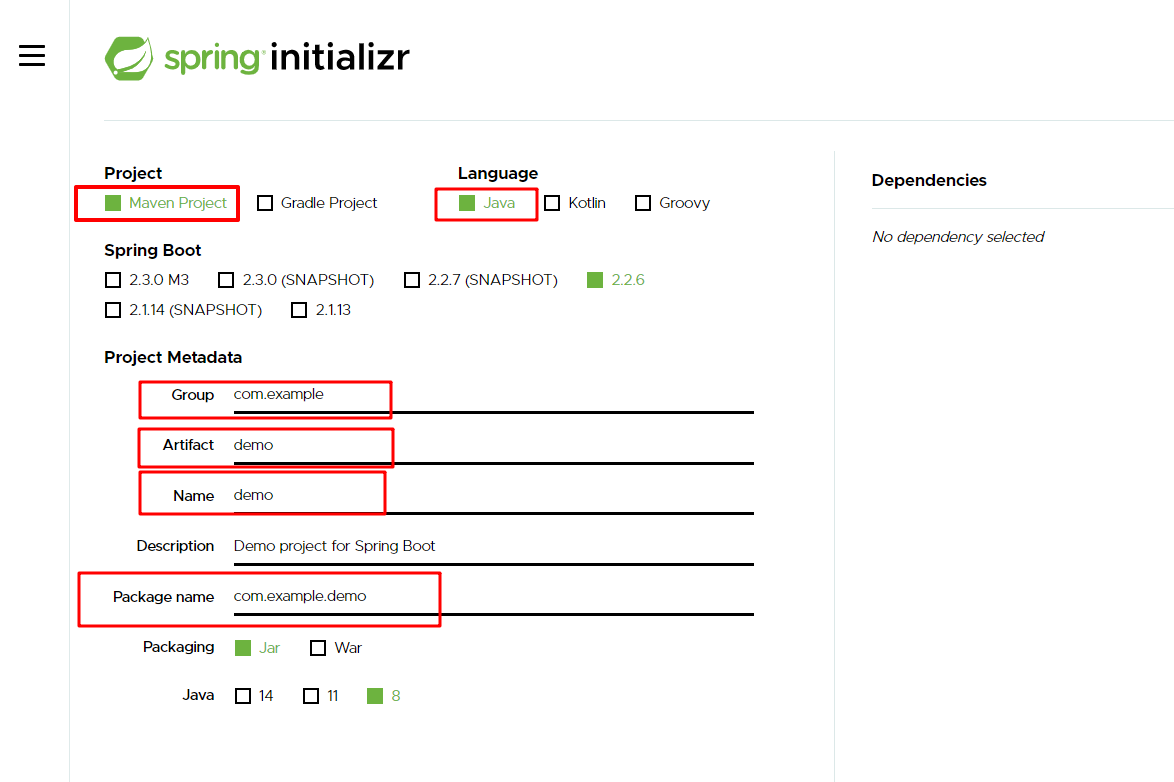 spring initializr
Project
Maven Project Gradle Project
Language
Java Kotlin Groovy
Spring Boot
2.3.0 M3 2.3.0 (SNAPSHOT) 2.2.7 (SNAPSHOT) 2.2.6
2.1.14 (SNAPSHOT) 2.1.13
Project Metadata
Group com.example
Artifact demo
Name demo
Description Demo project for Spring Boot
Package name com.example.demo
Packaging Jar War
Java 14 11 8
Dependencies
No dependency selected